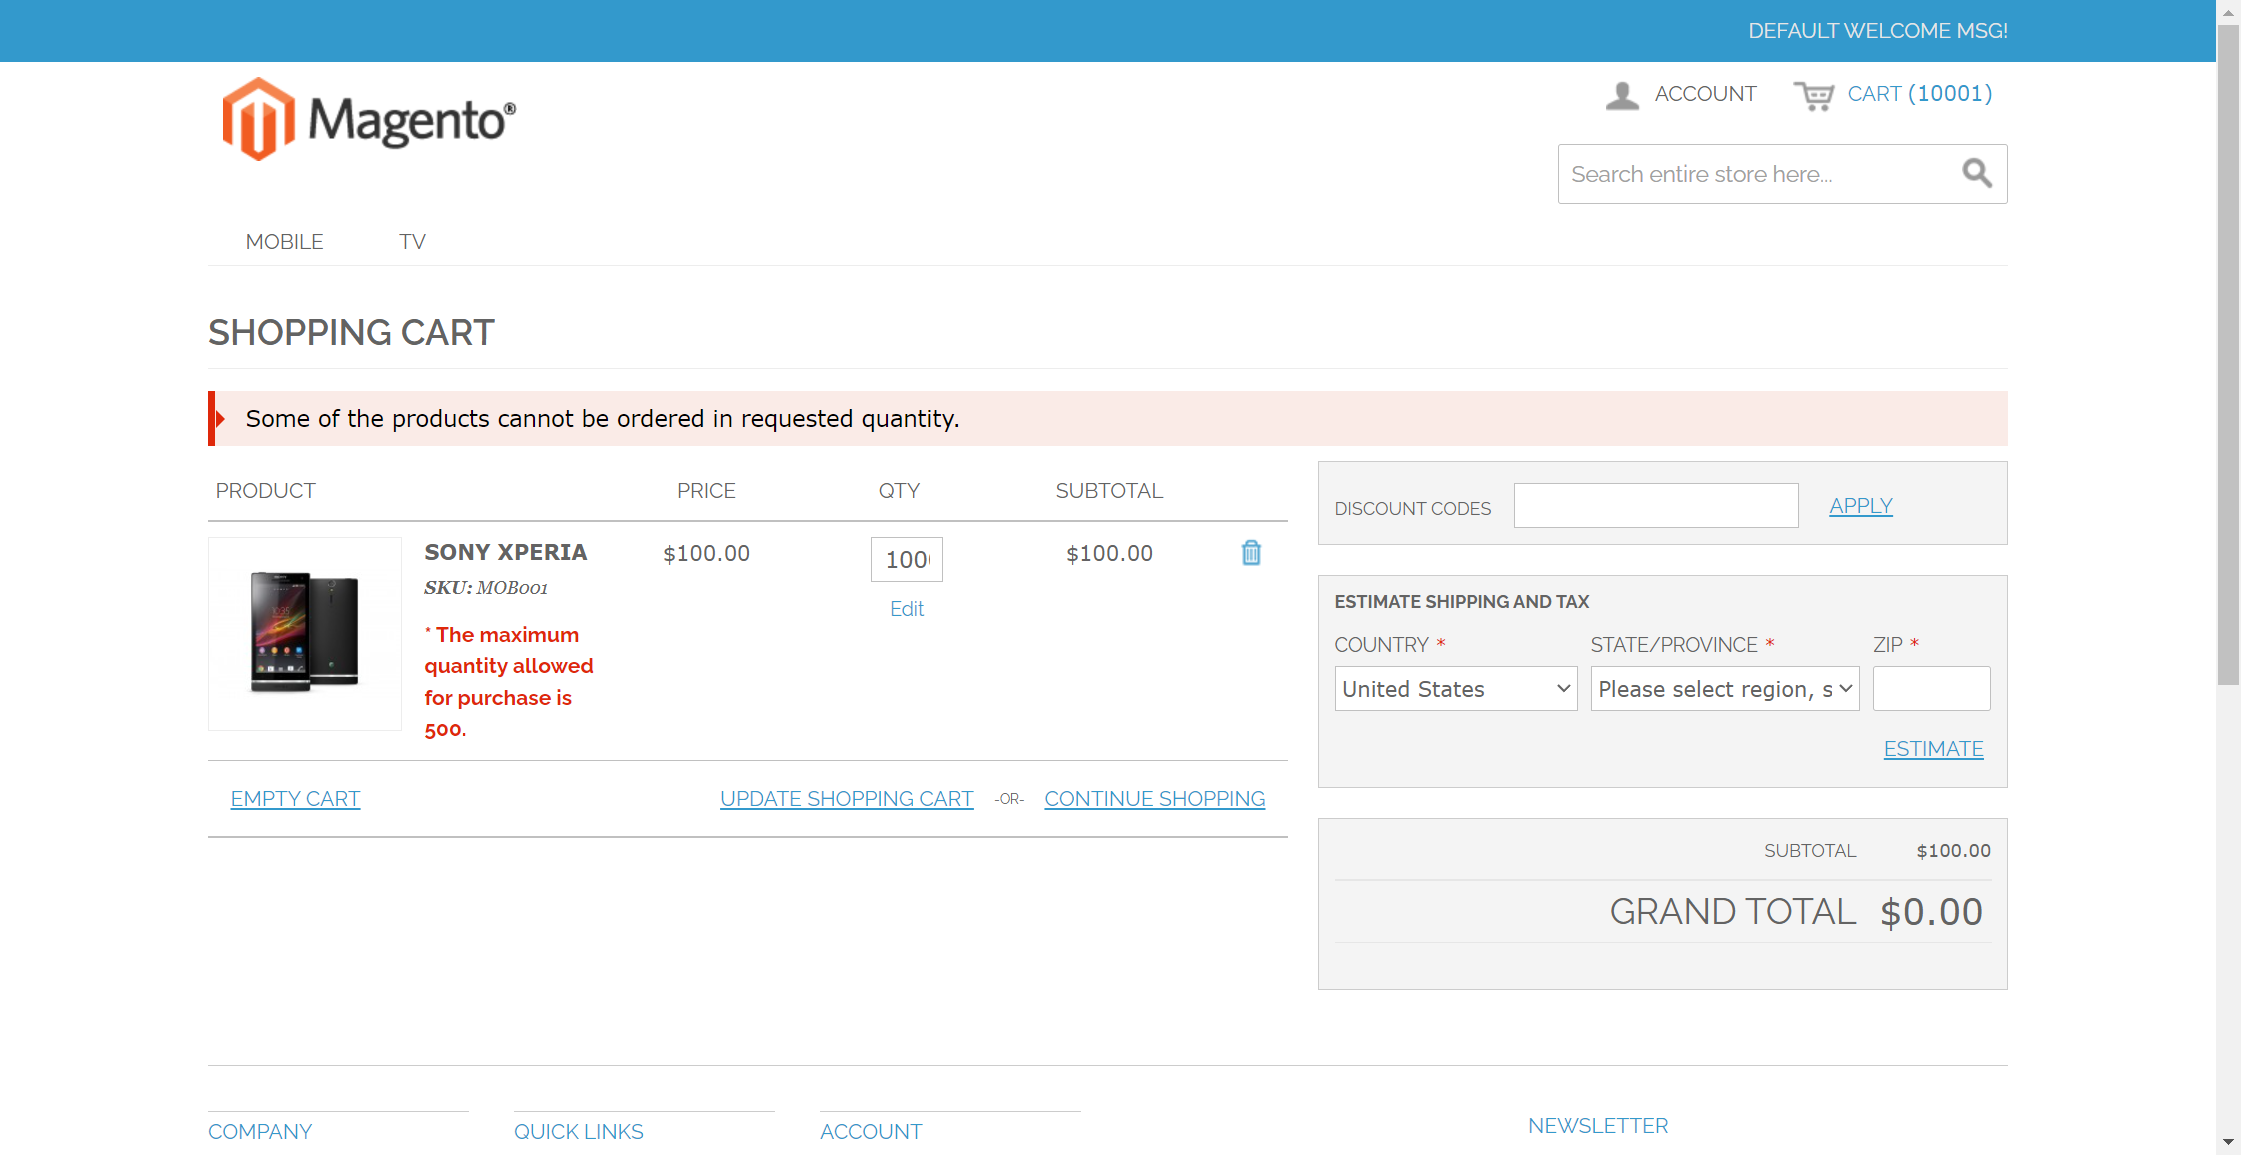 DEFAULT WELCOME MSG!
Magento®
ACCOUNT
CART (10001)
Search entire store here...
MOBILE
TV
SHOPPING CART
Some of the products cannot be ordered in requested quantity.
PRODUCT
PRICE
QTY
SUBTOTAL
SONY XPERIA
SKU: MOB001
* The maximum
quantity allowed
for purchase is
500.
$100.00
1000
Edit
$100.00
EMPTY CART
UPDATE SHOPPING CART
-OR-
CONTINUE SHOPPING
DISCOUNT CODES
APPLY
ESTIMATE SHIPPING AND TAX
COUNTRY *
STATE/PROVINCE *
ZIP *
United States
Please select region, s
ESTIMATE
SUBTOTAL
$100.00
GRAND TOTAL
$0.00
COMPANY
QUICK LINKS
ACCOUNT
NEWSLETTER